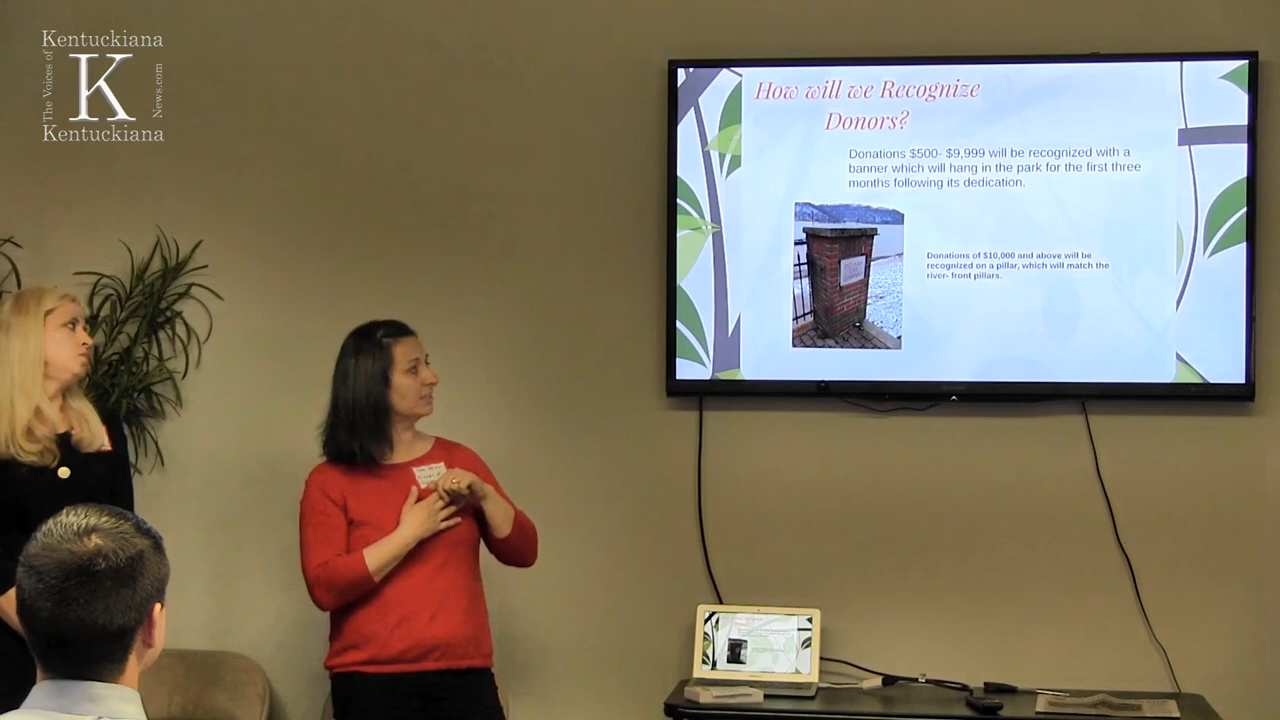 Kentuckiana
The Voices of
K
News.com
Kentuckiana
How will we Recognize
Donors?
Donations $500- $9,999 will be recognized with a
banner which will hang in the park for the first three
months following its dedication.
Donations of $10,000 and above will be
recognized on a pillar, which will match the
river- front pillars.